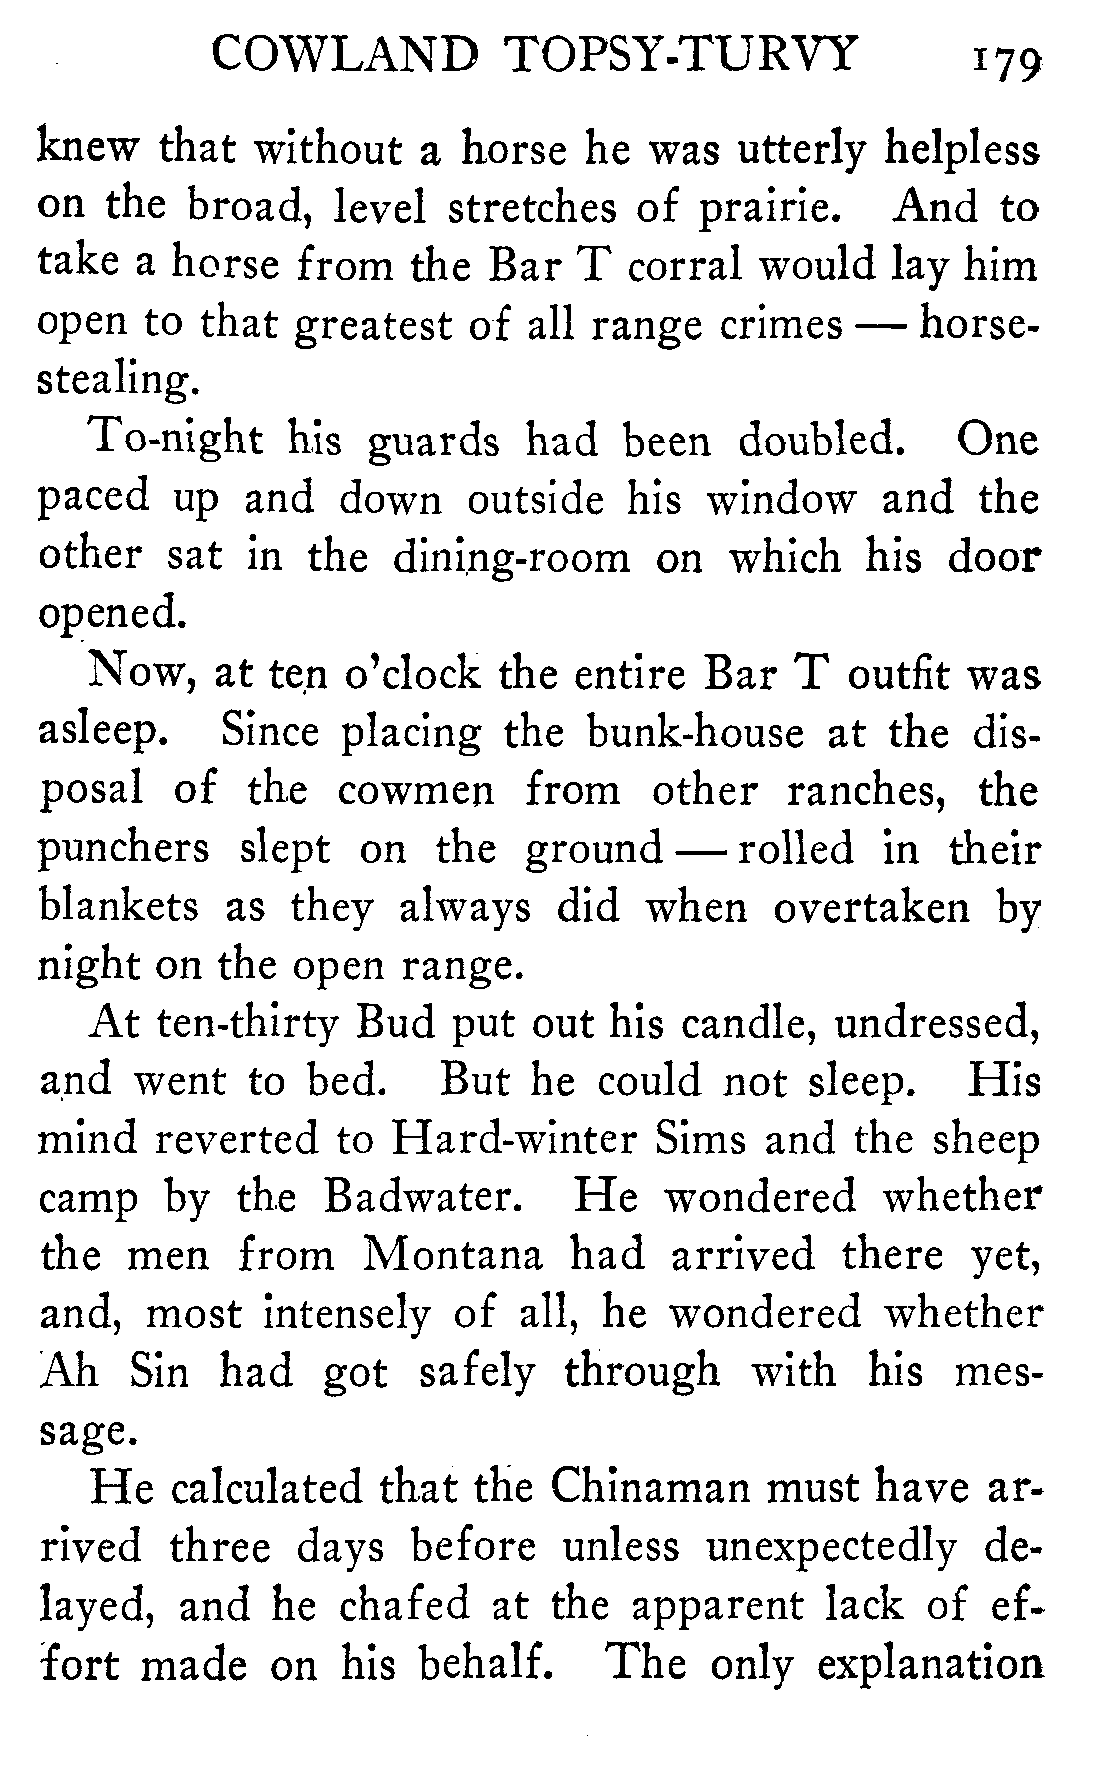 COWLAND TOPSY-TURVY 179
knew that without a horse he was utterly helpless
on the broad, level stretches of prairie. And to
take a horse from the Bar T corral would lay him
open to that greatest of all range crimes — horse-
stealing.
To-night his guards had been doubled. One
paced up and down outside his window and the
other sat in the dining-room on which his door
opened.
Now, at ten o'clock the entire Bar T outfit was
asleep. Since placing the bunk-house at the dis-
posal of the cowmen from other ranches, the
punchers slept on the ground — rolled in their
blankets as they always did when overtaken by
night on the open range.
At ten-thirty Bud put out his candle, undressed,
and went to bed. But he could not sleep. His
mind reverted to Hard-winter Sims and the sheep
camp by the Badwater. He wondered whether
the men from Montana had arrived there yet,
and, most intensely of all, he wondered whether
Ah Sin had got safely through with his mes-
sage.
He calculated that the Chinaman must have ar-
rived three days before unless unexpectedly de-
layed, and he chafed at the apparent lack of ef-
fort made on his behalf. The only explanation